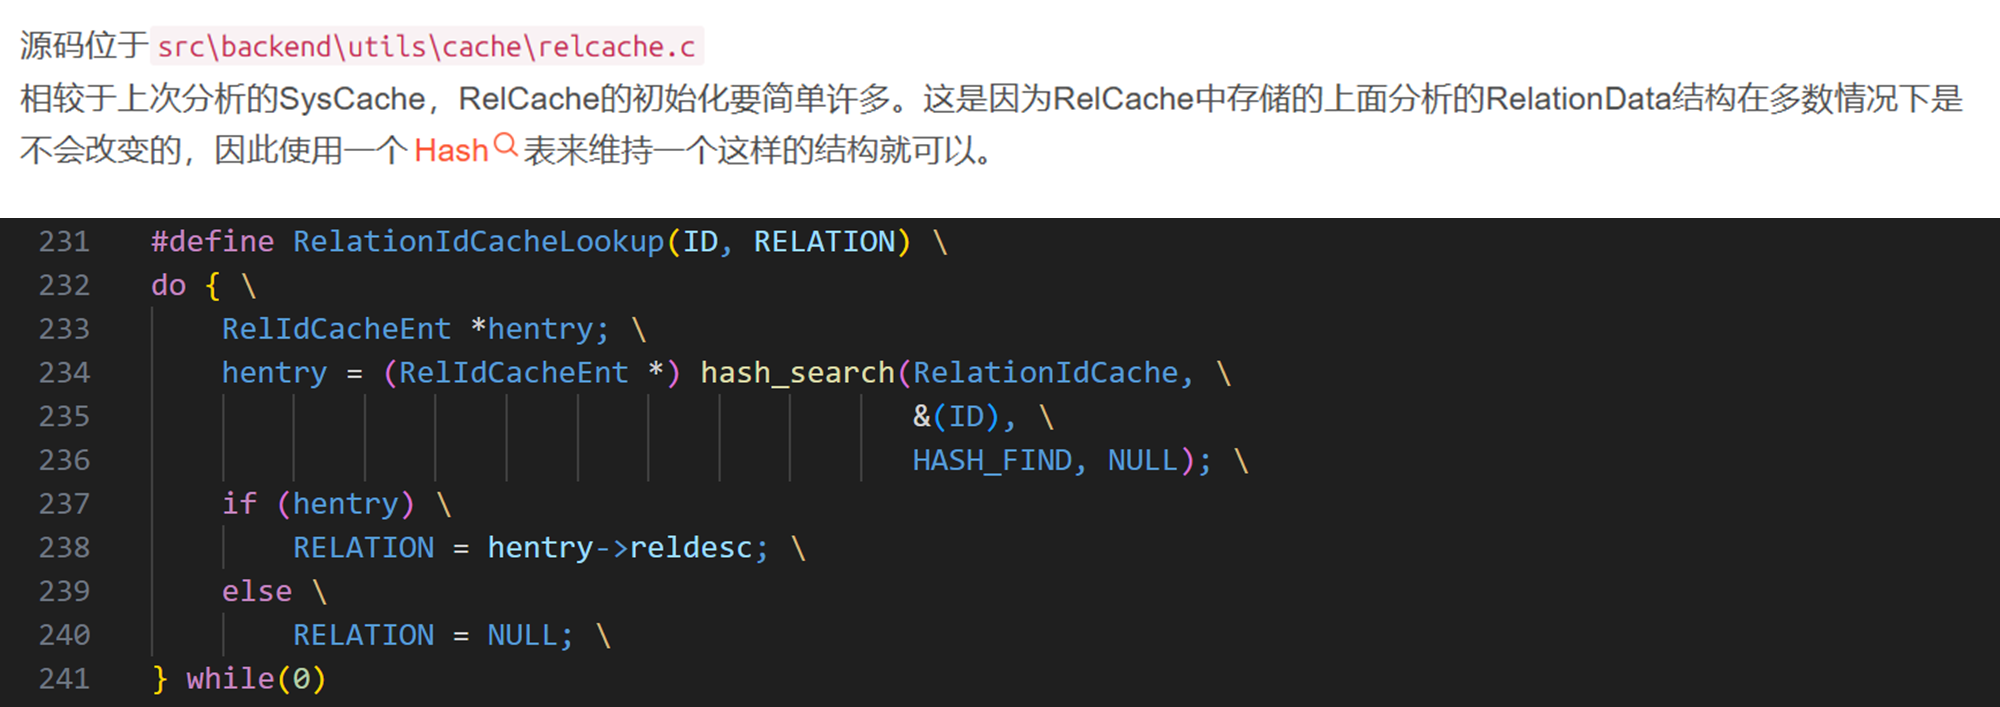 源码位于 src\backend\utils\cache\relcache.c
相较于上次分析的SysCache，RelCache的初始化要简单许多。这是因为RelCache中存储的上面分析的RelationData结构在多数情况下是
不会改变的，因此使用一个 Hash 表来维持一个这样的结构就可以。
231 #define RelationIdCacheLookup(ID, RELATION) \
232 do { \
233     RelIdCacheEnt *hentry; \
234     hentry = (RelIdCacheEnt *) hash_search(RelationIdCache, \
235                                            &(ID), \
236                                            HASH_FIND, NULL); \
237     if (hentry) \
238         RELATION = hentry->reldesc; \
239     else \
240         RELATION = NULL; \
241 } while(0)